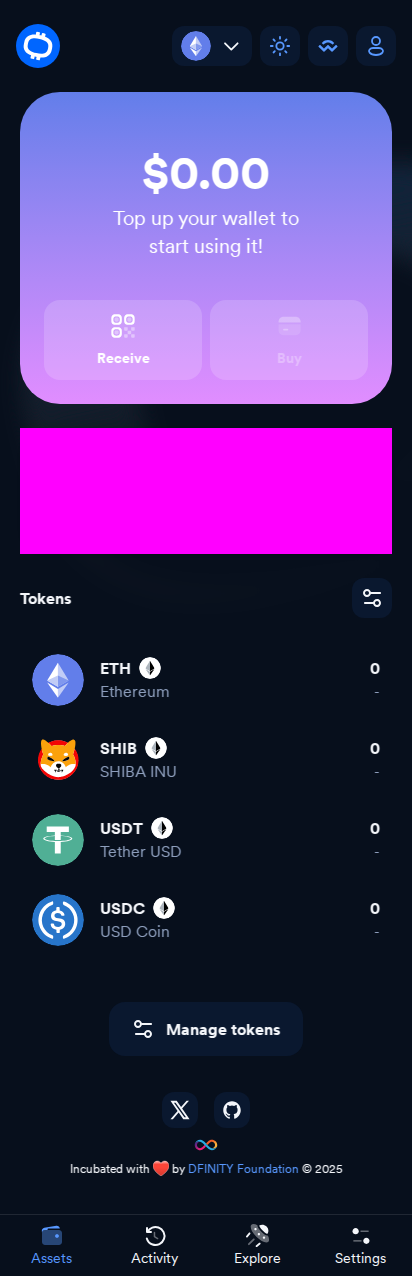 $0.00
Top up your wallet to
start using it!
Receive
Buy
Tokens
ETH
0
Ethereum
-
SHIB
0
SHIBA INU
-
USDT
0
Tether USD
-
USDC
0
USD Coin
-
Manage tokens
Incubated with ❤️ by DFINITY Foundation © 2025
Assets
Activity
Explore
Settings